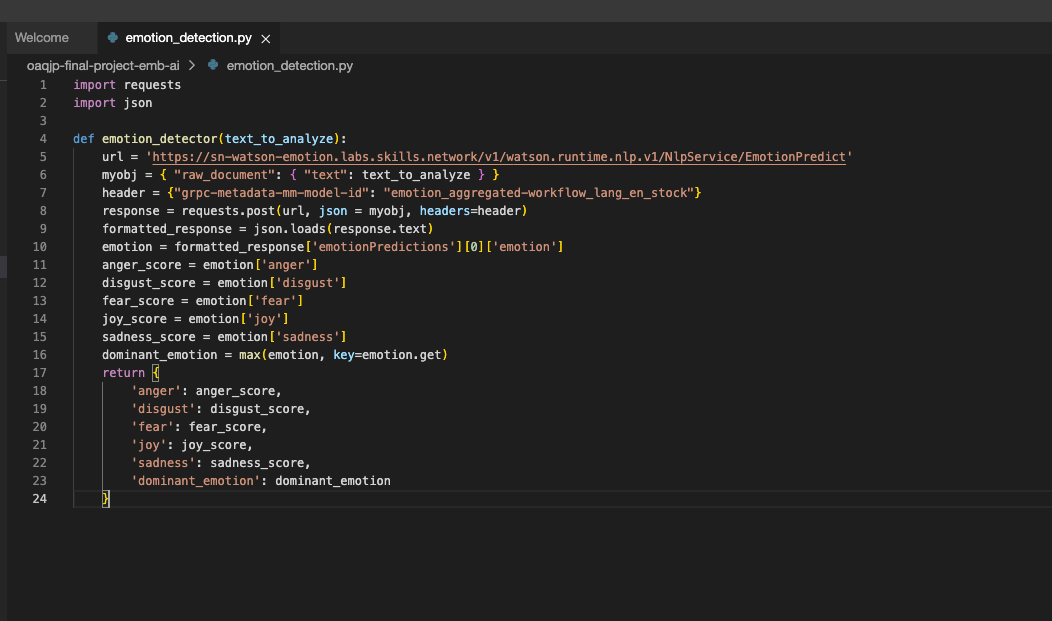 Welcome
emotion_detection.py
oaqjp-final-project-emb-ai > emotion_detection.py
1 import requests
2 import json
3
4 def emotion_detector(text_to_analyze):
5     url = 'https://sn-watson-emotion.labs.skills.network/v1/watson.runtime.nlp.v1/NlpService/EmotionPredict'
6     myobj = { "raw_document": { "text": text_to_analyze } }
7     header = {"grpc-metadata-mm-model-id": "emotion_aggregated-workflow_lang_en_stock"}
8     response = requests.post(url, json = myobj, headers=header)
9     formatted_response = json.loads(response.text)
10     emotion = formatted_response['emotionPredictions'][0]['emotion']
11     anger_score = emotion['anger']
12     disgust_score = emotion['disgust']
13     fear_score = emotion['fear']
14     joy_score = emotion['joy']
15     sadness_score = emotion['sadness']
16     dominant_emotion = max(emotion, key=emotion.get)
17     return {
18         'anger': anger_score,
19         'disgust': disgust_score,
20         'fear': fear_score,
21         'joy': joy_score,
22         'sadness': sadness_score,
23         'dominant_emotion': dominant_emotion
24     }